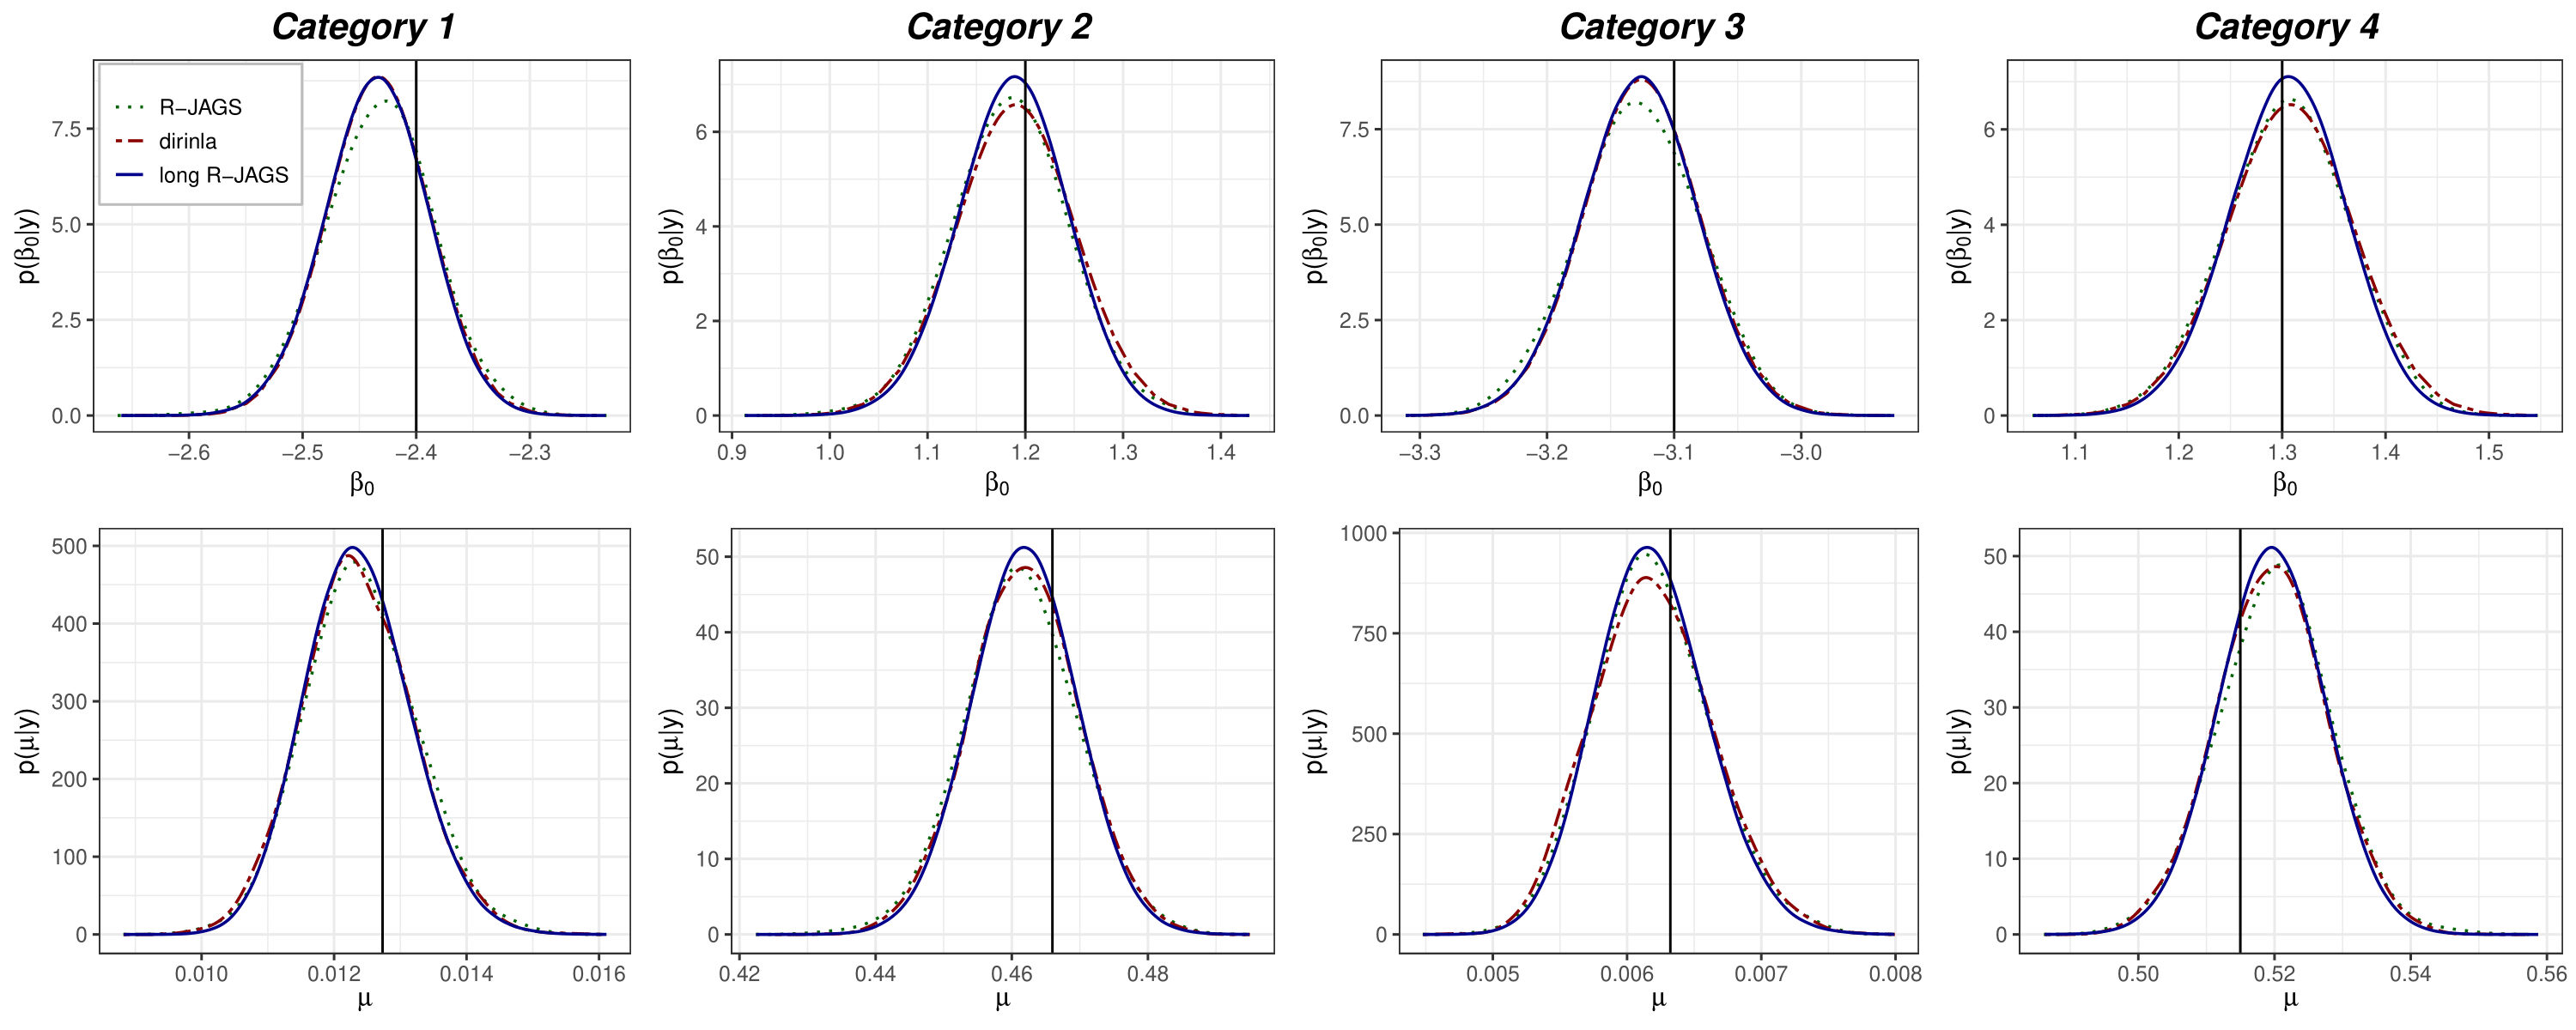 Category 1 Category 2 Category 3 Category 4
R−JAGS
dirinla
long R−JAGS
p(β₀|y)
7.5
5.0
2.5
0.0
−2.6 −2.5 −2.4 −2.3
β₀
p(β₀|y)
6
4
2
0
0.9 1.0 1.1 1.2 1.3 1.4
β₀
p(β₀|y)
7.5
5.0
2.5
0.0
−3.3 −3.2 −3.1 −3.0
β₀
p(β₀|y)
6
4
2
0
1.1 1.2 1.3 1.4 1.5
β₀
p(μ|y)
500
400
300
200
100
0
0.010 0.012 0.014 0.016
μ
p(μ|y)
50
40
30
20
10
0
0.42 0.44 0.46 0.48
μ
p(μ|y)
1000
750
500
250
0
0.005 0.006 0.007 0.008
μ
p(μ|y)
50
40
30
20
10
0
0.50 0.52 0.54 0.56
μ